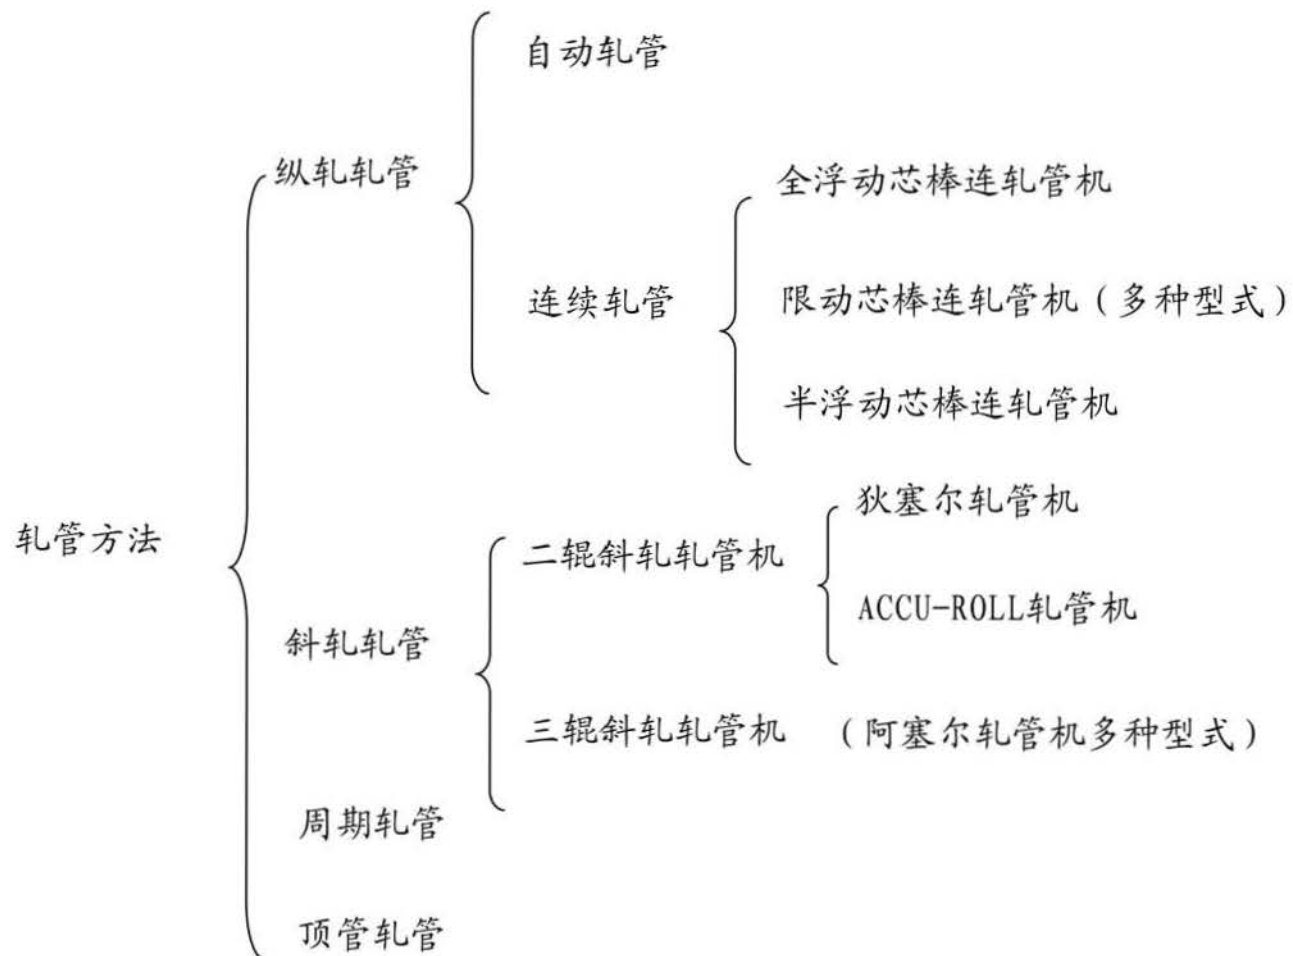 轧管方法
纵轧轧管
自动轧管
连续轧管
全浮动芯棒连轧管机
限动芯棒连轧管机(多种型式)
半浮动芯棒连轧管机
斜轧轧管
二辊斜轧轧管机
狄塞尔轧管机
ACCU-ROLL轧管机
三辊斜轧轧管机 (阿塞尔轧管机多种型式)
周期轧管
顶管轧管